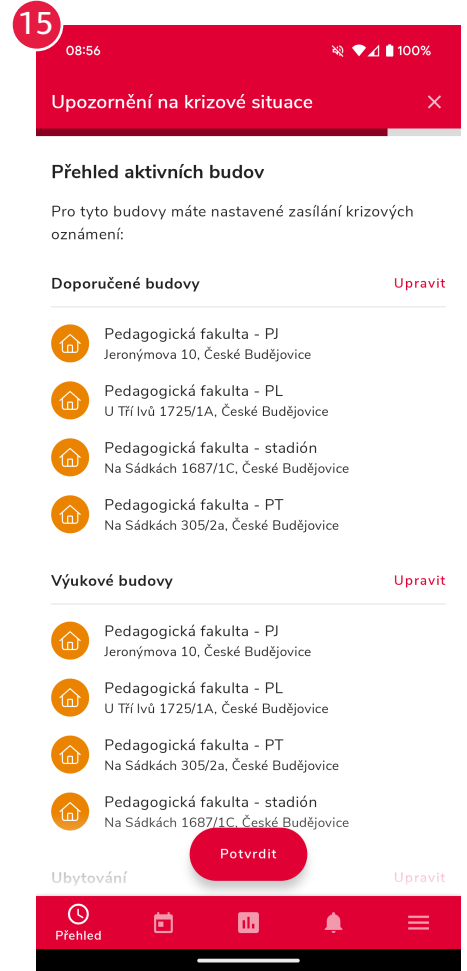 15
08:56
100%
Upozornění na krizové situace
Přehled aktivních budov
Pro tyto budovy máte nastavené zasílání krizových
oznámení:
Doporučené budovy Upravit
Pedagogická fakulta - PJ
Jeronýmova 10, České Budějovice
Pedagogická fakulta - PL
U Tří lvů 1725/1A, České Budějovice
Pedagogická fakulta - stadión
Na Sádkách 1687/1C, České Budějovice
Pedagogická fakulta - PT
Na Sádkách 305/2a, České Budějovice
Výukové budovy Upravit
Pedagogická fakulta - PJ
Jeronýmova 10, České Budějovice
Pedagogická fakulta - PL
U Tří lvů 1725/1A, České Budějovice
Pedagogická fakulta - PT
Na Sádkách 305/2a, České Budějovice
Pedagogická fakulta - stadión
Na Sádkách 1687/1C, České Budějovice
Potvrdit
Ubytování Upravit
Přehled